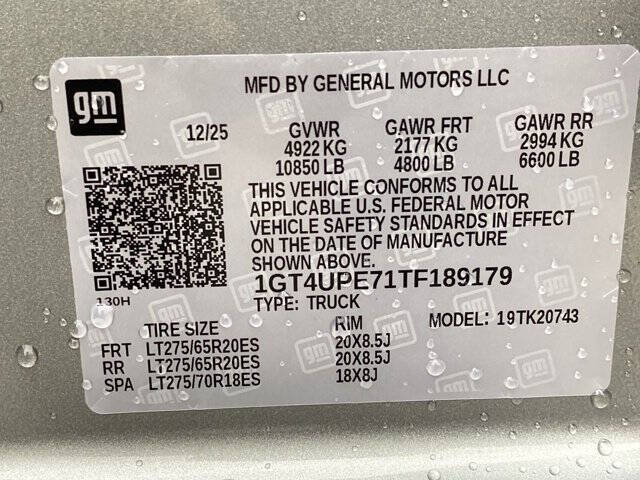 gm
MFD BY GENERAL MOTORS LLC
12/25 GVWR GAWR FRT GAWR RR
4922 KG 2177 KG 2994 KG
10850 LB 4800 LB 6600 LB
THIS VEHICLE CONFORMS TO ALL
APPLICABLE U.S. FEDERAL MOTOR
VEHICLE SAFETY STANDARDS IN EFFECT
ON THE DATE OF MANUFACTURE
SHOWN ABOVE.
130H
1GT4UPE71TF189179
TYPE: TRUCK
TIRE SIZE RIM MODEL: 19TK20743
FRT LT275/65R20ES 20X8.5J
RR LT275/65R20ES 20X8.5J
SPA LT275/70R18ES 18X8J